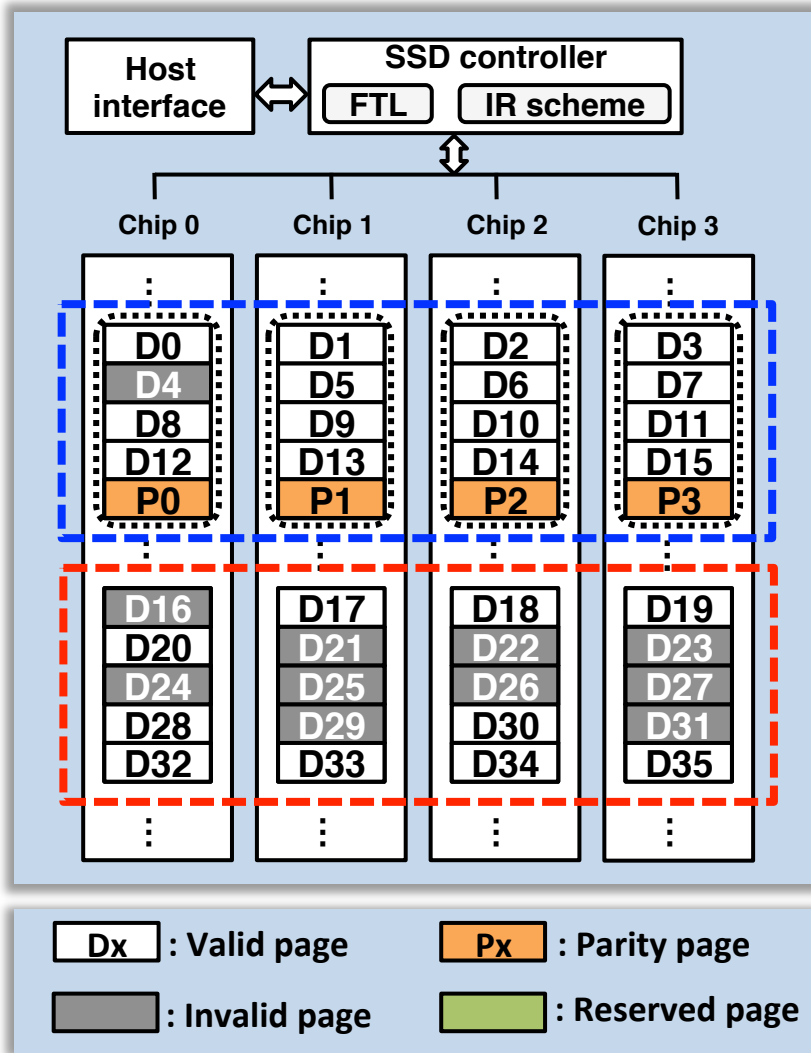 Host
interface
SSD controller
FTL IR scheme
Chip 0 Chip 1 Chip 2 Chip 3
D0 D1 D2 D3
D4 D5 D6 D7
D8 D9 D10 D11
D12 D13 D14 D15
P0 P1 P2 P3
D16 D17 D18 D19
D20 D21 D22 D23
D24 D25 D26 D27
D28 D29 D30 D31
D32 D33 D34 D35
Dx : Valid page Px : Parity page
: Invalid page : Reserved page